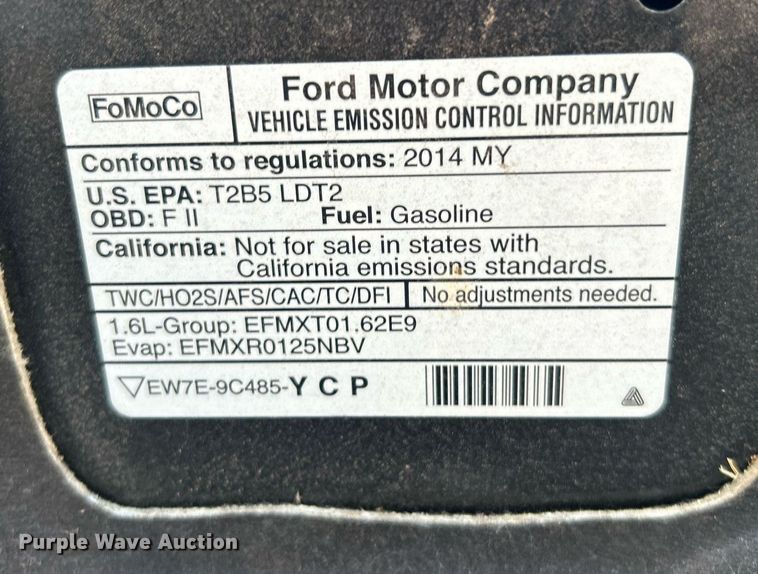 FoMoCo
Ford Motor Company
VEHICLE EMISSION CONTROL INFORMATION
Conforms to regulations: 2014 MY
U.S. EPA: T2B5 LDT2
OBD: F II Fuel: Gasoline
California: Not for sale in states with
California emissions standards.
TWC/HO2S/AFS/CAC/TC/DFI No adjustments needed.
1.6L-Group: EFMXT01.62E9
Evap: EFMXR0125NBV
EW7E-9C485-Y C P
Purple Wave Auction